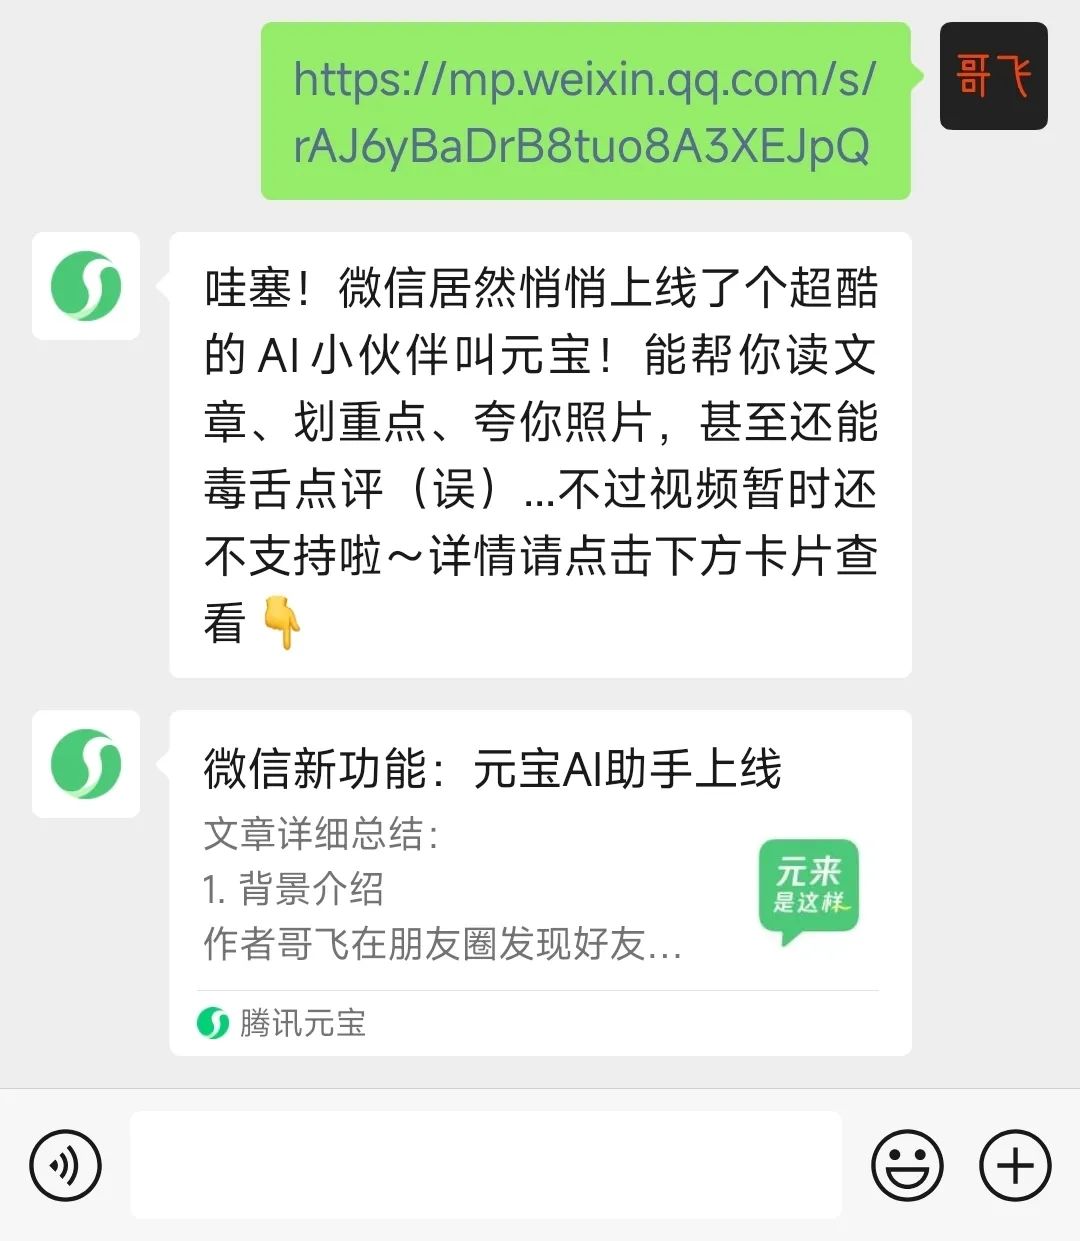 https://mp.weixin.qq.com/s/
rAJ6yBaDrB8tuo8A3XEJpQ
哥飞
哇塞！微信居然悄悄上线了个超酷
的AI小伙伴叫元宝！能帮你读文
章、划重点、夸你照片，甚至还能
毒舌点评（误）...不过视频暂时还
不支持啦～详情请点击下方卡片查
看👇
微信新功能：元宝AI助手上线
文章详细总结：
1. 背景介绍
作者哥飞在朋友圈发现好友...
元来
是这样
腾讯元宝